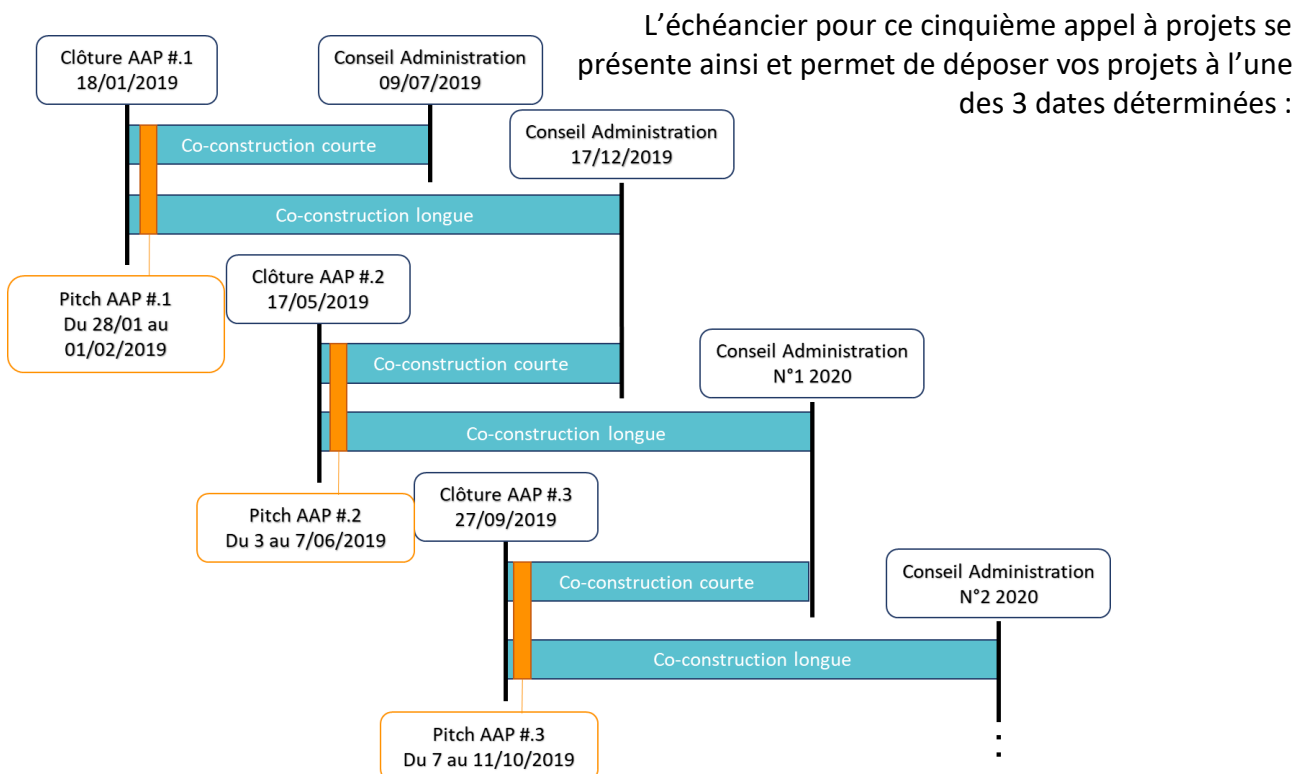 L’échéancier pour ce cinquième appel à projets se
présente ainsi et permet de déposer vos projets à l’une
des 3 dates déterminées :
Clôture AAP #.1
18/01/2019
Conseil Administration
09/07/2019
Co-construction courte
Conseil Administration
17/12/2019
Co-construction longue
Pitch AAP #.1
Du 28/01 au
01/02/2019
Clôture AAP #.2
17/05/2019
Co-construction courte
Conseil Administration
N°1 2020
Co-construction longue
Pitch AAP #.2
Du 3 au 7/06/2019
Clôture AAP #.3
27/09/2019
Co-construction courte
Conseil Administration
N°2 2020
Co-construction longue
Pitch AAP #.3
Du 7 au 11/10/2019